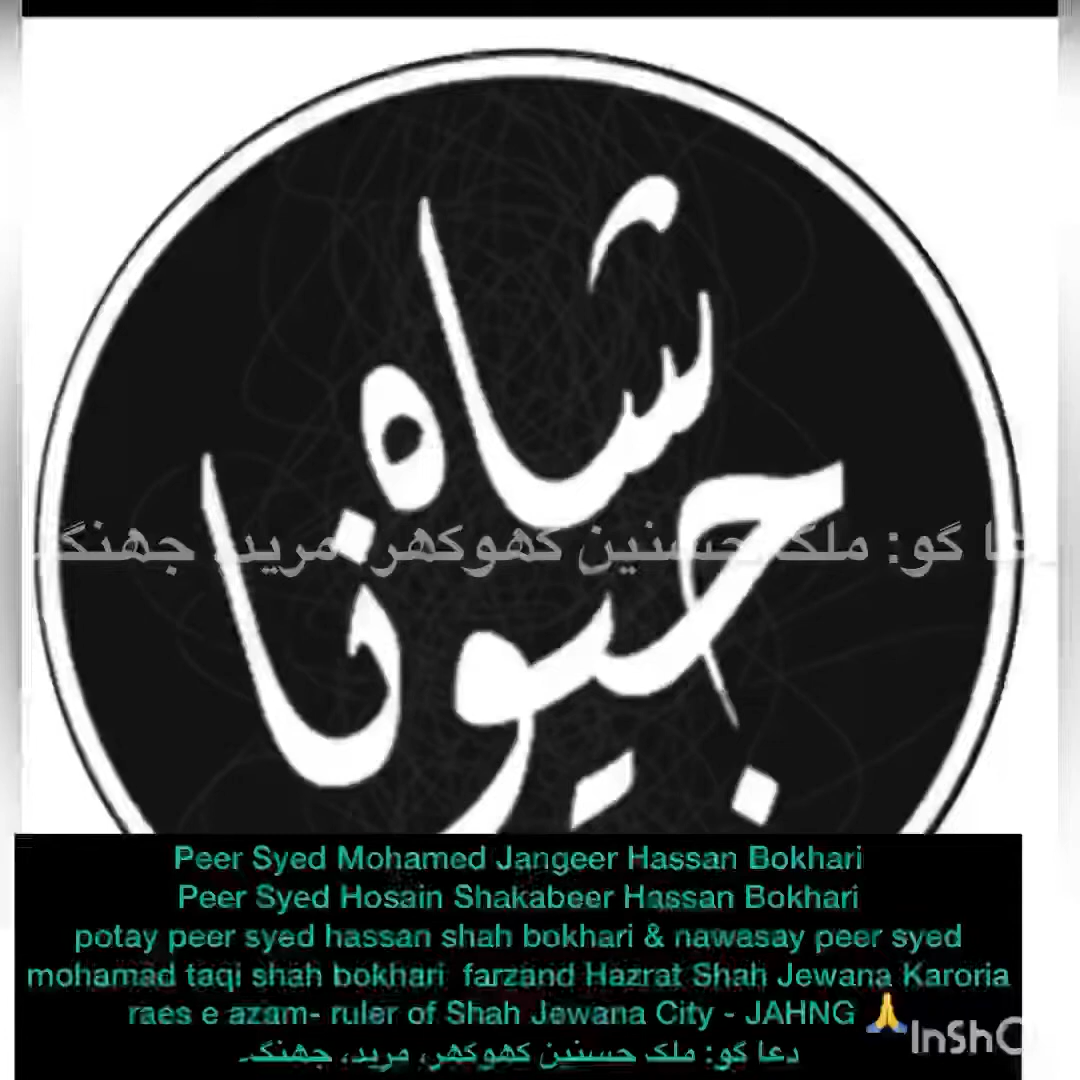 شاہ
جیونا
دعا گو: ملک حسنین کھوکھر، مرید، جھنگ۔
Peer Syed Mohamed Jangeer Hassan Bokhari
Peer Syed Hosain Shakabeer Hassan Bokhari
potay peer syed hassan shah bokhari & nawasay peer syed
mohamad taqi shah bokhari farzand Hazrat Shah Jewana Karoria
raes e azam- ruler of Shah Jewana City - JAHNG 🙏
دعا گو: ملک حسنین کھوکھر، مرید، جھنگ۔
InSh